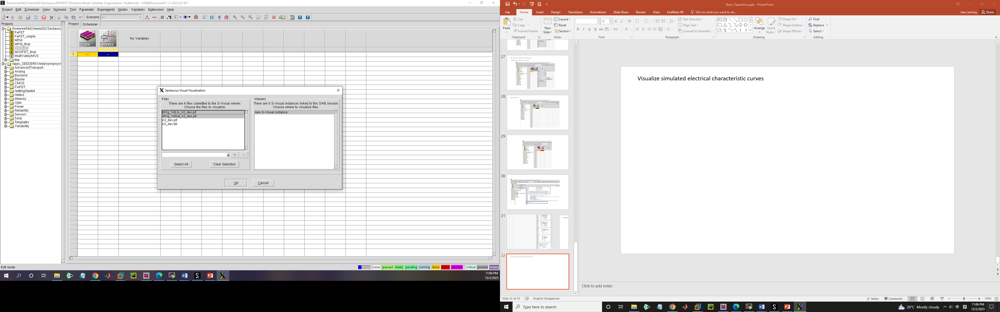 /home/ee5442/imem002/Sentaurus/MOSFET (Runtime Mode: Editable, Organization: Traditional) - SWB@Feynman01 vT-2022.03-SP1
Project Edit Scheduler View Scenario Tool Parameter Experiments Nodes Variables Extensions Help
Scenario: all
Projects
/home/ee5442/imem002/Sentaurus
FeFET
FeFET_simple
MFM
MFM_final
MOSFET_final
MultiValleyMOS
tmp
/apps_SEEDER01/eda/synopsys/s
AdvancedTransport
Analog
Backend
Bipolar
CMOS
FinFET
GettingStarted
Hetero
Memory
Opto
Power
Reliability
Sensors
Solar
Templates
Variability
Project Scheduler
SDE SDEVICE No Variables
1 -- --
Sentaurus Visual Visualization
Files
There are 4 files submitted to the S-Visual viewer.
Choose the files to visualize.
IdVg_VdLin_n3_des.plt
IdVg_VdSat_n3_des.plt
n3_des.plt
n3_des.tdr
+ -
Select All Clear Selection
Viewers
There are 0 S-Visual instances linked to this SWB session.
Choose where to visualize files.
new S-Visual instance
OK Cancel
Edit mode
none queued ready pending running done failed aborted virtual pruned folded
11:06 PM
13/2/2023
Basic Opeartion.pptx - PowerPoint
File Home Insert Design Transitions Animations Slide Show Review View EndNote X9 Tell me what you want to do...
Jiao Leming Share
Paste
Cut
Copy
Format Painter
Clipboard
New Slide
Layout
Reset
Section
Slides
18
Font
Text Direction
Align Text
Convert to SmartArt
Paragraph
Arrange
Quick Styles
Shape Fill
Shape Outline
Shape Effects
Drawing
Find
Replace
Select
Editing
27
28
29
30
31
32
Visualize simulated electrical characteristic curves
Click to add notes
Slide 32 of 32 English (Singapore)
Notes Comments 100%
Type here to search
26°C Mostly cloudy 中
11:06 PM
13/2/2023